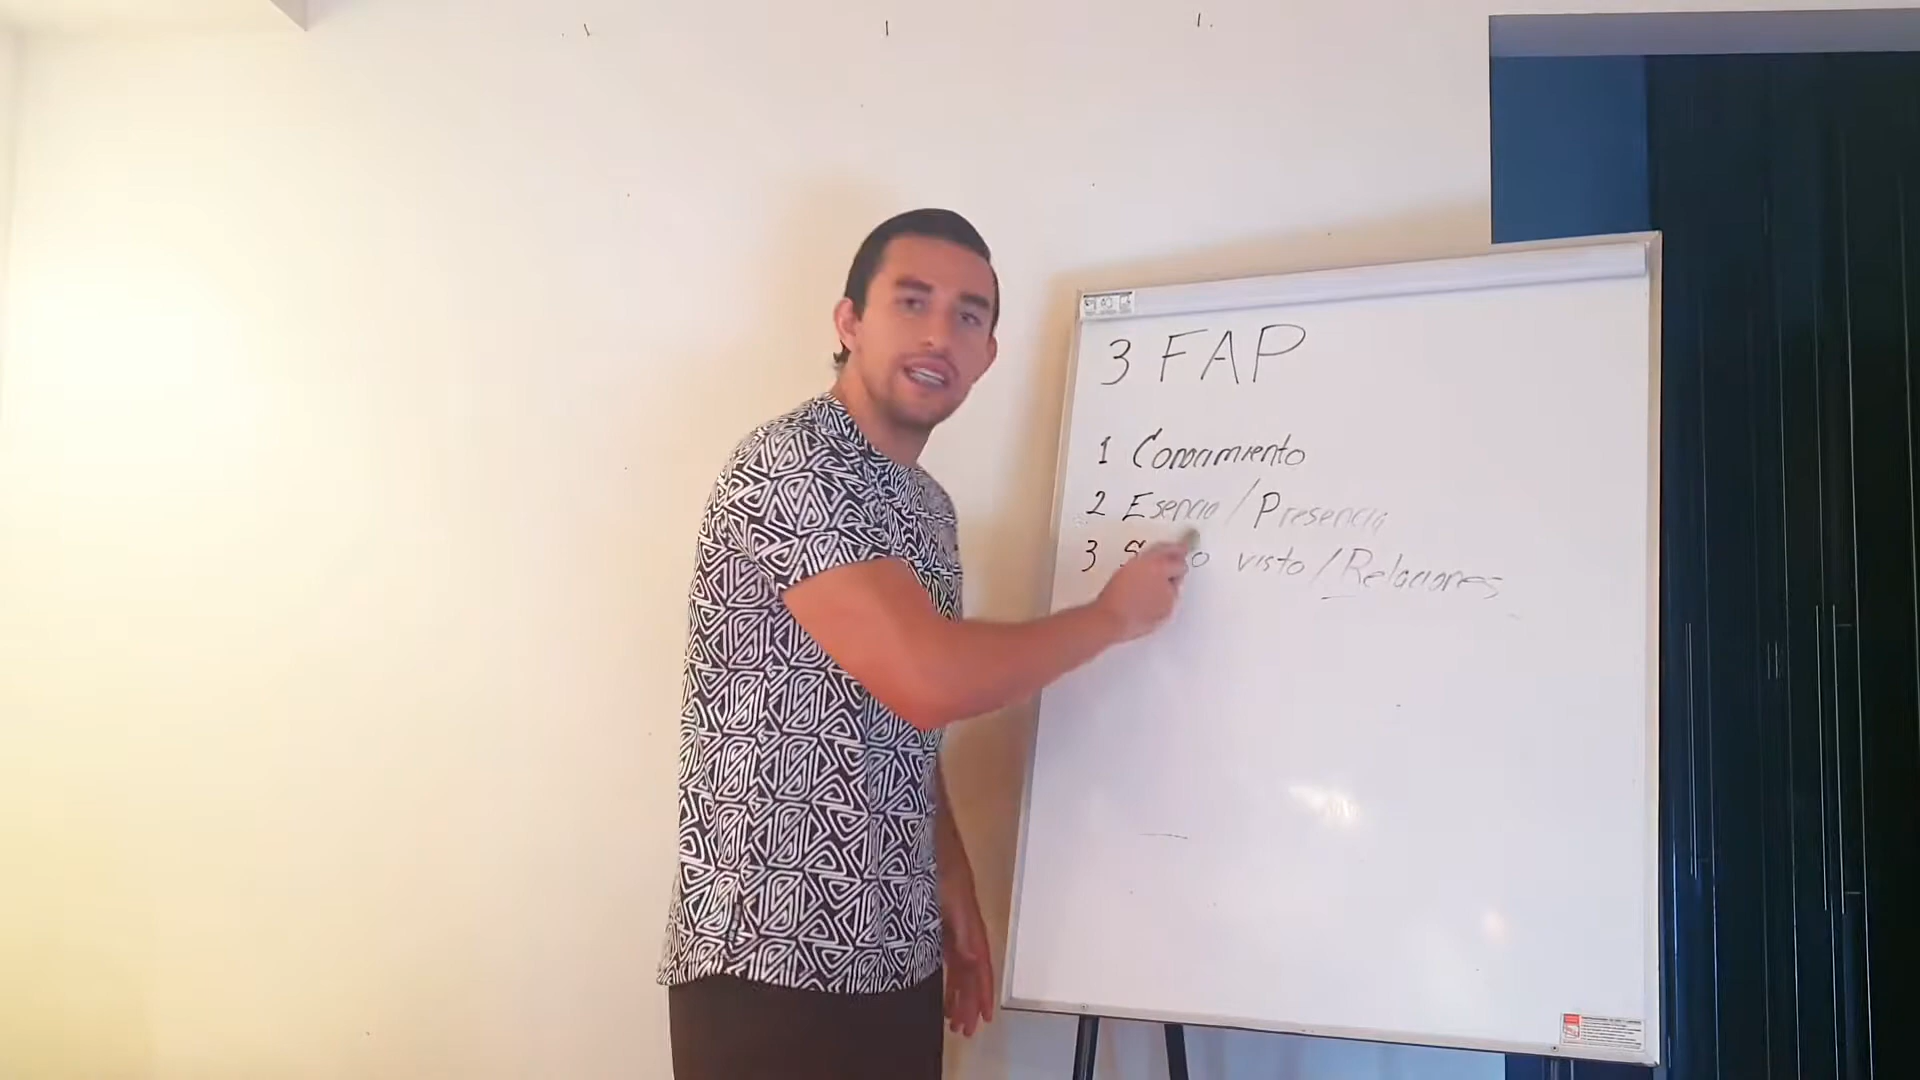 3 FAP
1 Conocimiento
2 Esencia / Presencia
3 visto / Relaciones